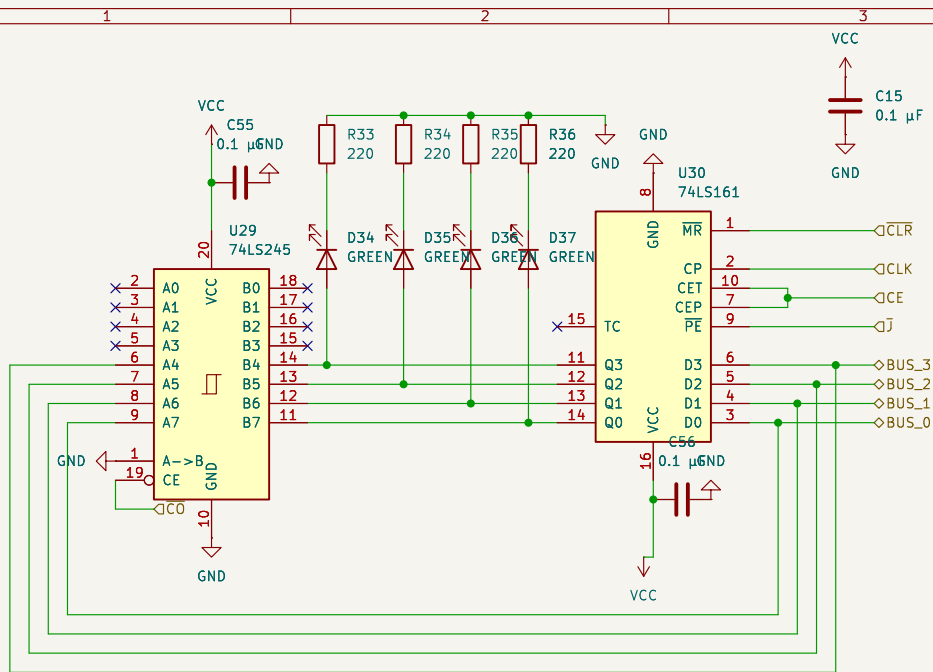 1 2 3
VCC
C15
0.1 µF
GND
VCC
C55
0.1 µF
GND
R33
220
R34
220
R35
220
R36
220
GND
GND
U30
74LS161
U29
74LS245
D34
GREEN
D35
GREEN
D36
GREEN
D37
GREEN
20
VCC
2 A0 B0 18
3 A1 B1 17
4 A2 B2 16
5 A3 B3 15
6 A4 B4 14
7 A5 B5 13
8 A6 B6 12
9 A7 B7 11
GND 1 A->B
19 CE
GND
10
C̅O̅
GND
8
GND
M̅R̅ 1 C̅L̅R̅
CP 2 CLK
CET 10
CEP 7 CE
15 TC P̅E̅ 9 J̅
11 Q3 D3 6 BUS_3
12 Q2 D2 5 BUS_2
13 Q1 D1 4 BUS_1
14 Q0 D0 3 BUS_0
VCC
16
C56
0.1 µF
GND
VCC